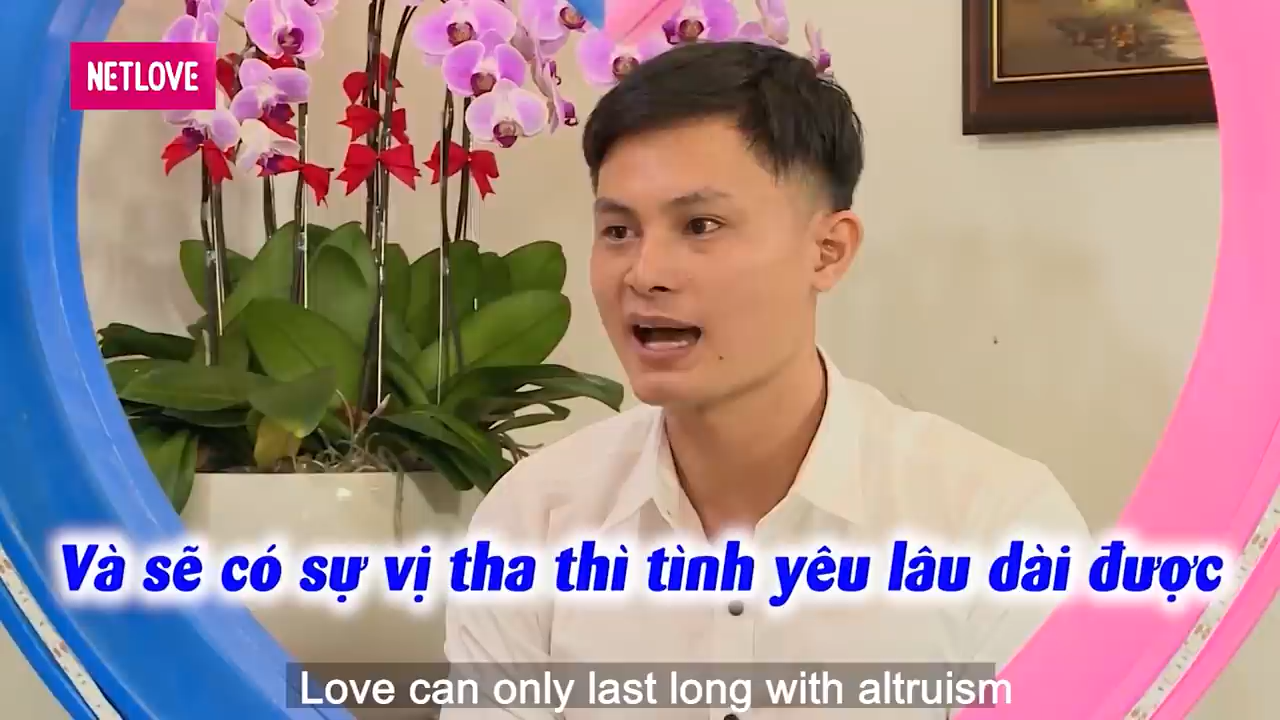 NETLOVE
Và sẽ có sự vị tha thì tình yêu lâu dài được
Love can only last long with altruism